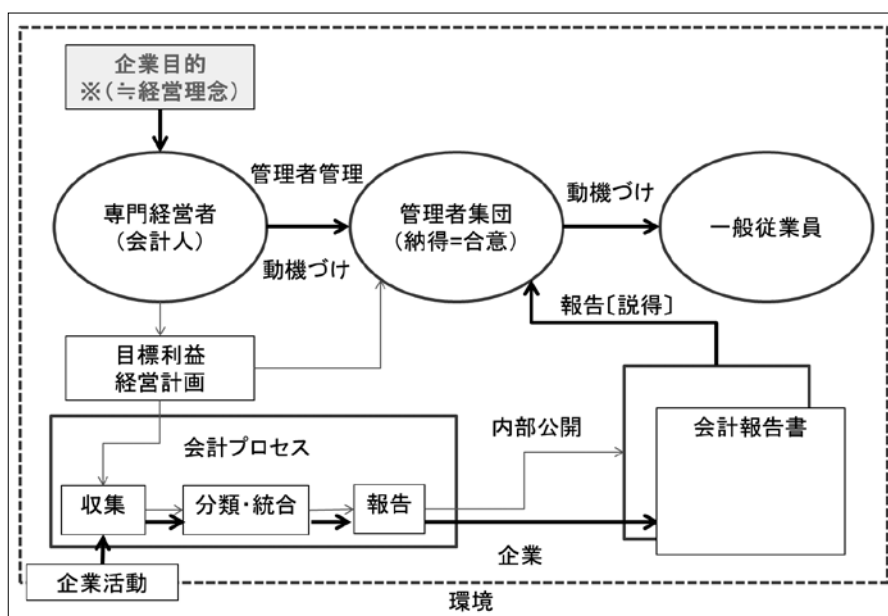 企業目的
※(≒経営理念)
管理者管理
動機づけ
専門経営者
(会計人)
管理者集団
(納得=合意)
一般従業員
動機づけ
報告〔説得〕
目標利益
経営計画
会計プロセス
内部公開
会計報告書
収集
分類・統合
報告
企業
企業活動
環境